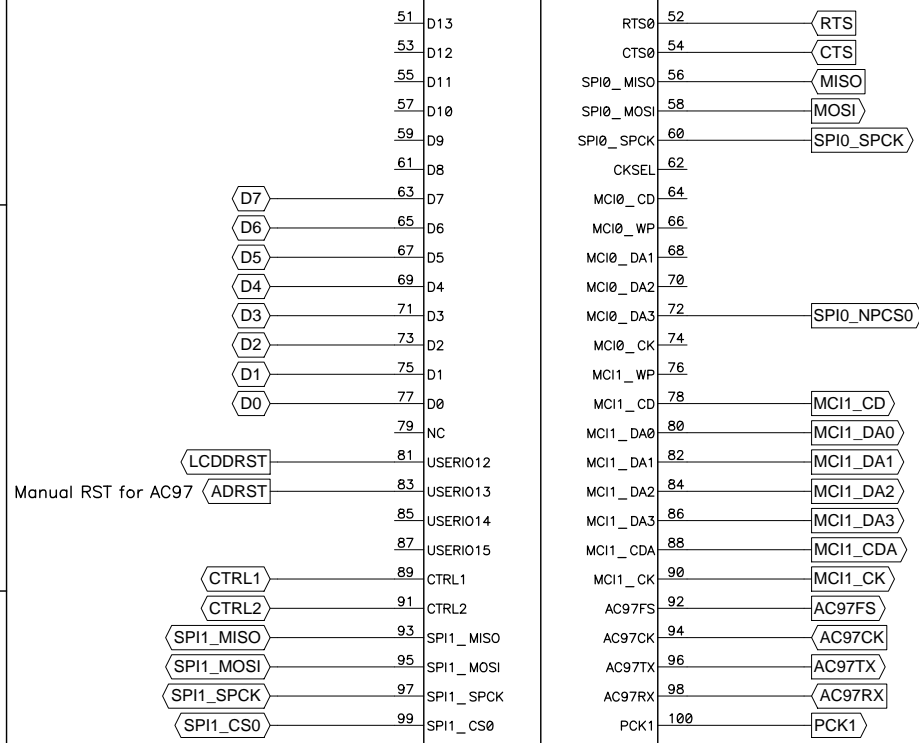 51 D13 RTS0 52 RTS
53 D12 CTS0 54 CTS
55 D11 SPI0_MISO 56 MISO
57 D10 SPI0_MOSI 58 MOSI
59 D9 SPI0_SPCK 60 SPI0_SPCK
61 D8 CKSEL 62
D7 63 D7 MCI0_CD 64
D6 65 D6 MCI0_WP 66
D5 67 D5 MCI0_DA1 68
D4 69 D4 MCI0_DA2 70
D3 71 D3 MCI0_DA3 72 SPI0_NPCS0
D2 73 D2 MCI0_CK 74
D1 75 D1 MCI1_WP 76
D0 77 D0 MCI1_CD 78 MCI1_CD
79 NC MCI1_DA0 80 MCI1_DA0
LCDDRST 81 USERIO12 MCI1_DA1 82 MCI1_DA1
Manual RST for AC97 ADRST 83 USERIO13 MCI1_DA2 84 MCI1_DA2
85 USERIO14 MCI1_DA3 86 MCI1_DA3
87 USERIO15 MCI1_CDA 88 MCI1_CDA
CTRL1 89 CTRL1 MCI1_CK 90 MCI1_CK
CTRL2 91 CTRL2 AC97FS 92 AC97FS
SPI1_MISO 93 SPI1_MISO AC97CK 94 AC97CK
SPI1_MOSI 95 SPI1_MOSI AC97TX 96 AC97TX
SPI1_SPCK 97 SPI1_SPCK AC97RX 98 AC97RX
SPI1_CS0 99 SPI1_CS0 PCK1 100 PCK1